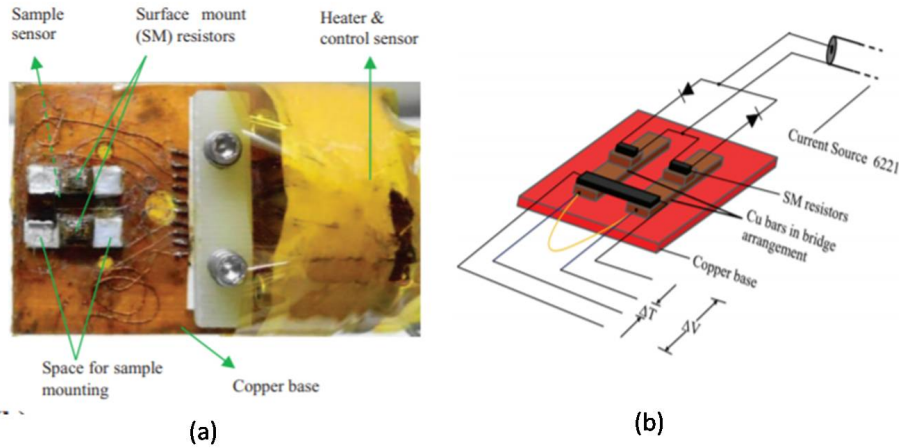 Sample
sensor
Surface mount
(SM) resistors
Heater &
control sensor
Space for sample
mounting
Copper base
(a)
Current Source 6221
SM resistors
Cu bars in bridge
arrangement
Copper base
ΔT
ΔV
(b)